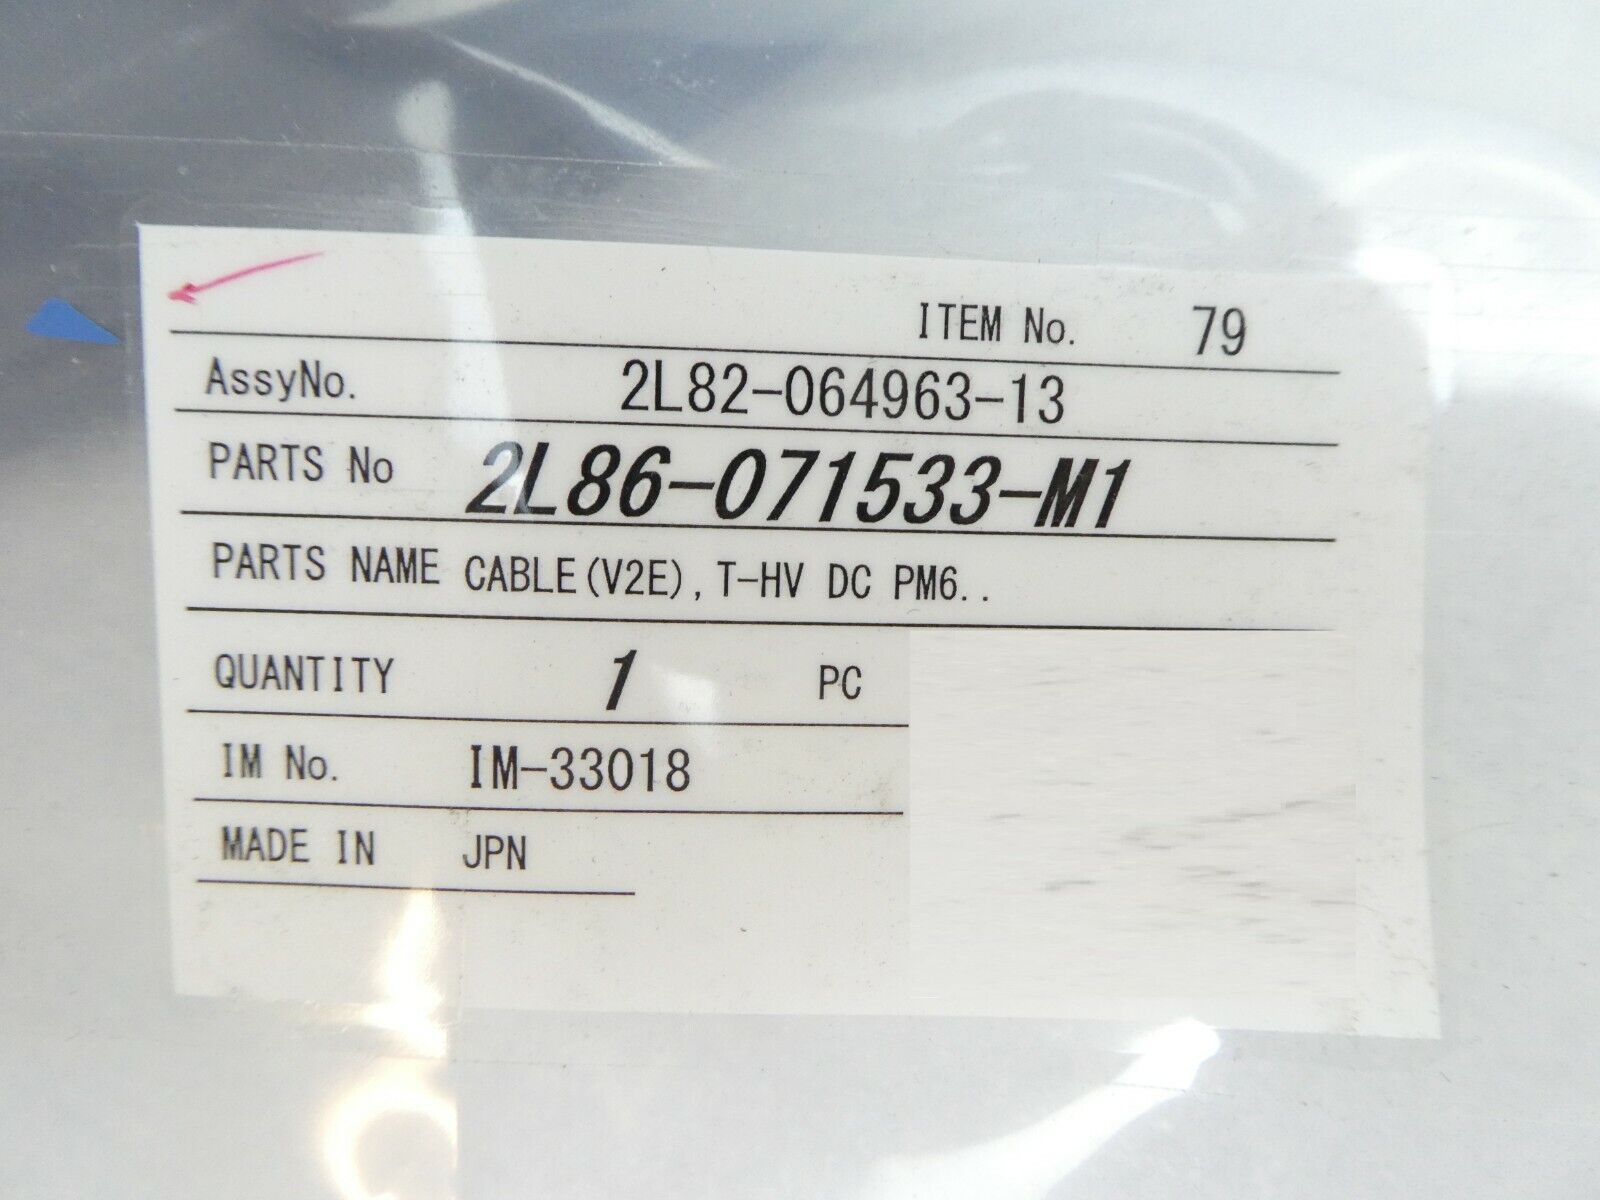 ITEM No. 79
AssyNo. 2L82-064963-13
PARTS No 2L86-071533-M1
PARTS NAME CABLE(V2E),T-HV DC PM6..
QUANTITY 1 PC
IM No. IM-33018
MADE IN JPN